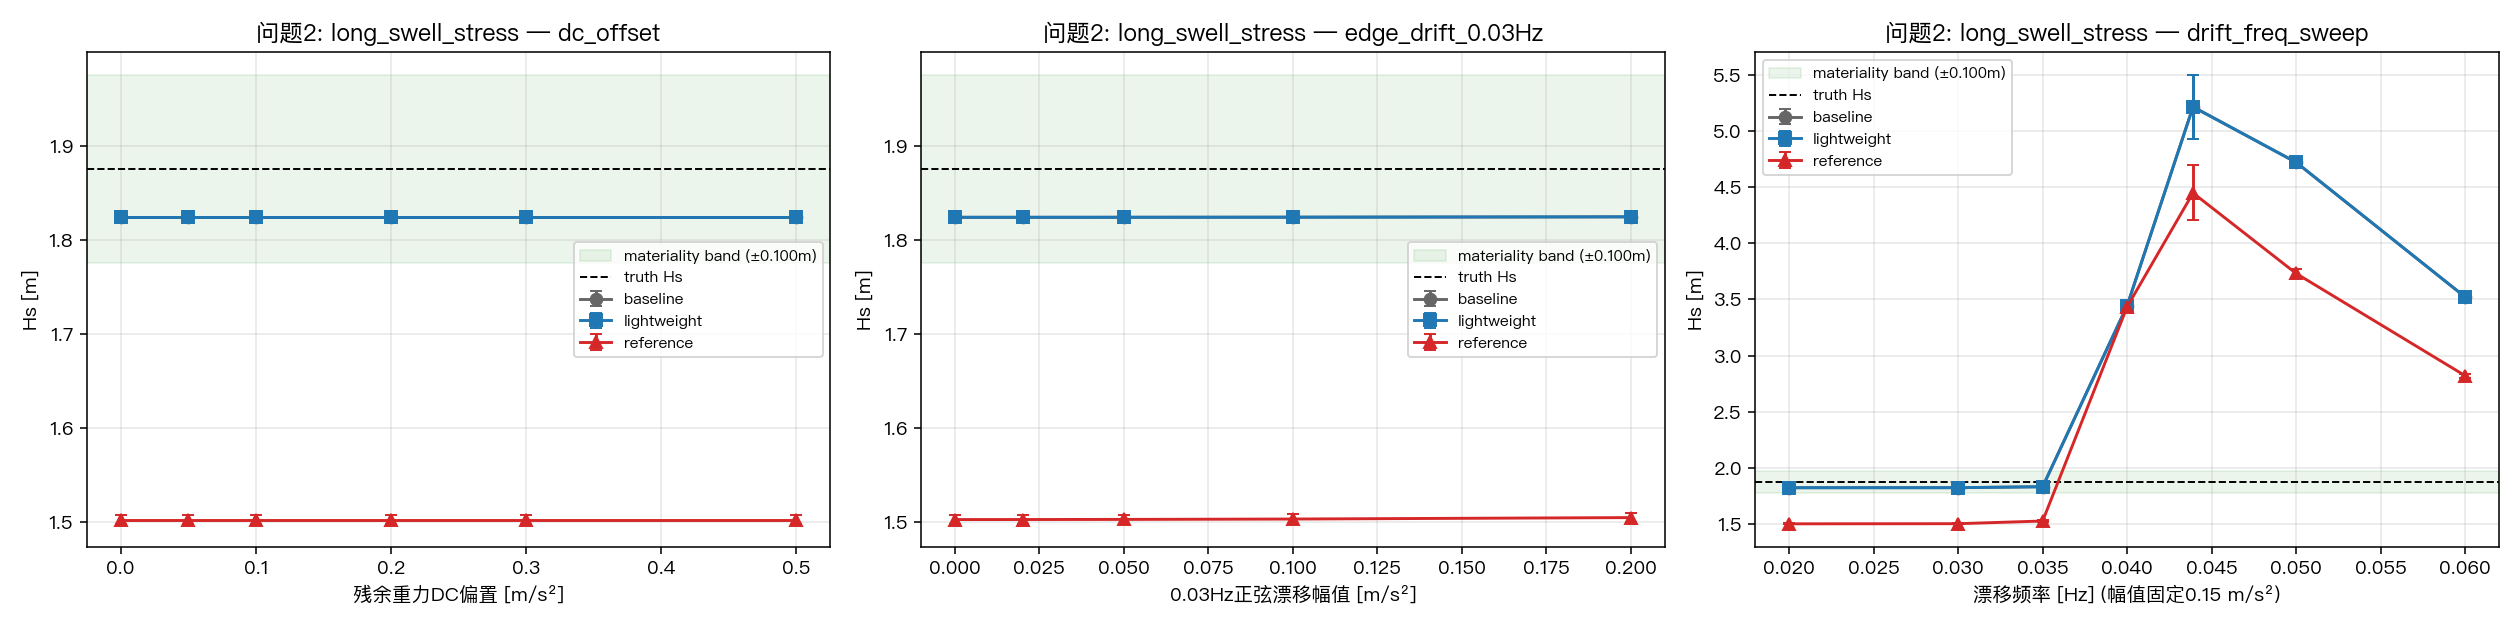 问题2: long_swell_stress — dc_offset
Hs [m]
1.9
1.8
1.7
1.6
1.5
materiality band (±0.100m)
truth Hs
baseline
lightweight
reference
0.0 0.1 0.2 0.3 0.4 0.5
残余重力DC偏置 [m/s²]
问题2: long_swell_stress — edge_drift_0.03Hz
Hs [m]
1.9
1.8
1.7
1.6
1.5
materiality band (±0.100m)
truth Hs
baseline
lightweight
reference
0.000 0.025 0.050 0.075 0.100 0.125 0.150 0.175 0.200
0.03Hz正弦漂移幅值 [m/s²]
问题2: long_swell_stress — drift_freq_sweep
Hs [m]
5.5
5.0
4.5
4.0
3.5
3.0
2.5
2.0
1.5
materiality band (±0.100m)
truth Hs
baseline
lightweight
reference
0.020 0.025 0.030 0.035 0.040 0.045 0.050 0.055 0.060
漂移频率 [Hz] (幅值固定0.15 m/s²)